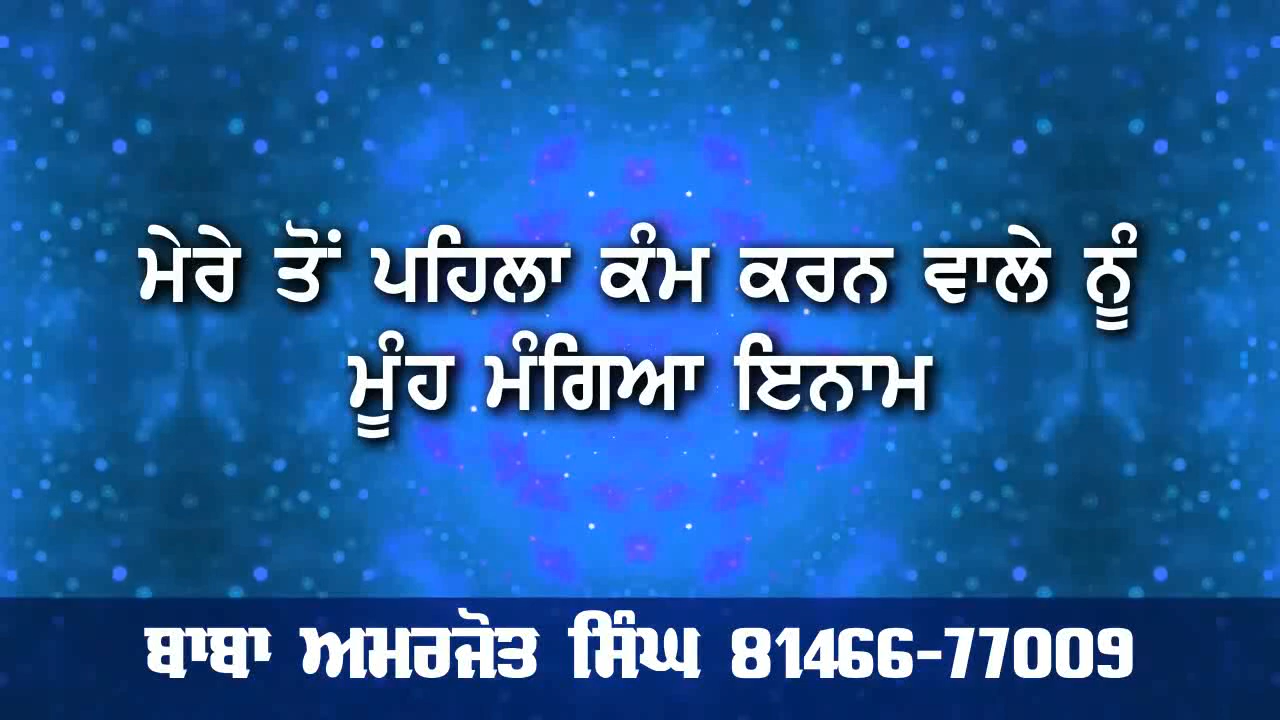 ਮੇਰੇ ਤੋਂ ਪਹਿਲਾ ਕੰਮ ਕਰਨ ਵਾਲੇ ਨੂੰ
ਮੂੰਹ ਮੰਗਿਆ ਇਨਾਮ
ਬਾਬਾ ਅਮਰਜੋਤ ਸਿੰਘ 81466-77009